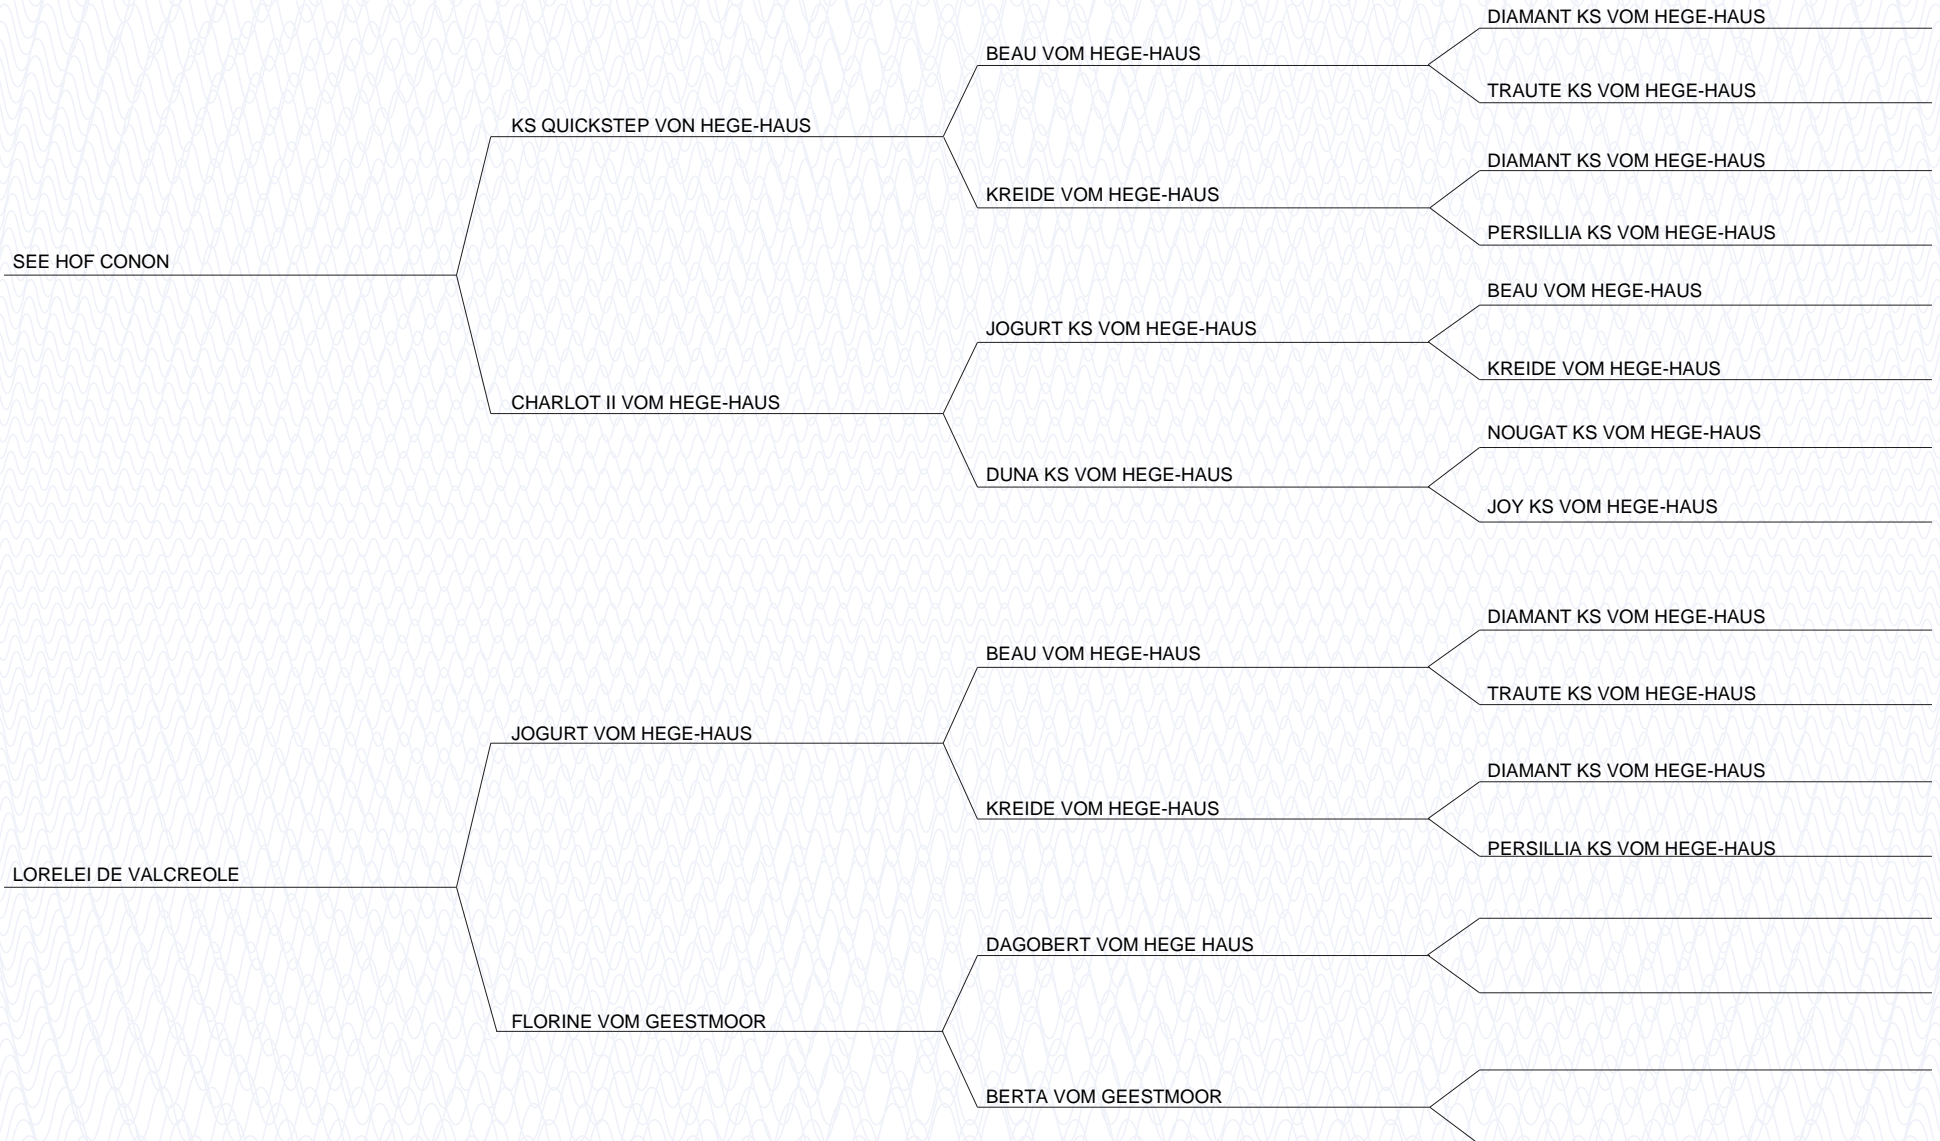 DIAMANT KS VOM HEGE-HAUS
BEAU VOM HEGE-HAUS
TRAUTE KS VOM HEGE-HAUS
KS QUICKSTEP VON HEGE-HAUS
DIAMANT KS VOM HEGE-HAUS
KREIDE VOM HEGE-HAUS
PERSILLIA KS VOM HEGE-HAUS
SEE HOF CONON
BEAU VOM HEGE-HAUS
JOGURT KS VOM HEGE-HAUS
KREIDE VOM HEGE-HAUS
CHARLOT II VOM HEGE-HAUS
NOUGAT KS VOM HEGE-HAUS
DUNA KS VOM HEGE-HAUS
JOY KS VOM HEGE-HAUS
DIAMANT KS VOM HEGE-HAUS
BEAU VOM HEGE-HAUS
TRAUTE KS VOM HEGE-HAUS
JOGURT VOM HEGE-HAUS
DIAMANT KS VOM HEGE-HAUS
KREIDE VOM HEGE-HAUS
PERSILLIA KS VOM HEGE-HAUS
LORELEI DE VALCREOLE
DAGOBERT VOM HEGE HAUS
FLORINE VOM GEESTMOOR
BERTA VOM GEESTMOOR